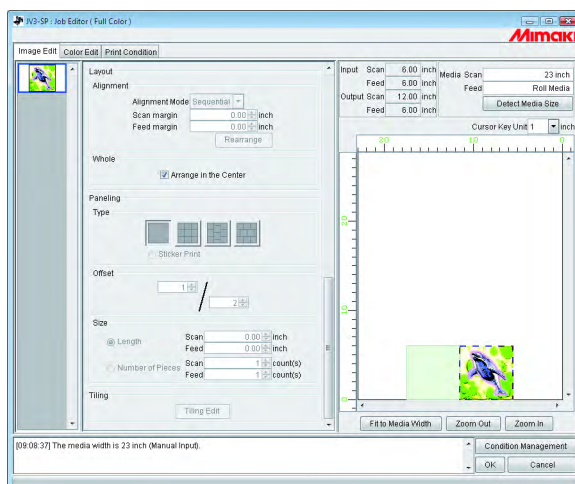 JV3-SP : Job Editor ( Full Color )
Mimaki
Image Edit Color Edit Print Condition
Layout
Alignment
Alignment Mode Sequential
Scan margin 0.00 inch
Feed margin 0.00 inch
Rearrange
Whole
Arrange in the Center
Paneling
Type
Sticker Print
Offset
1 / 2
Size
Length Scan 0.00 inch
Feed 0.00 inch
Number of Pieces Scan 1 count(s)
Feed 1 count(s)
Tiling
Tiling Edit
Input Scan 6.00 inch
Feed 6.00 inch
Output Scan 12.00 inch
Feed 6.00 inch
Media Scan 23 inch
Feed Roll Media
Detect Media Size
Cursor Key Unit 1 inch
20 10 0
20
10
0
Fit to Media Width Zoom Out Zoom In
[09:08:37] The media width is 23 inch (Manual Input).
Condition Management
OK Cancel